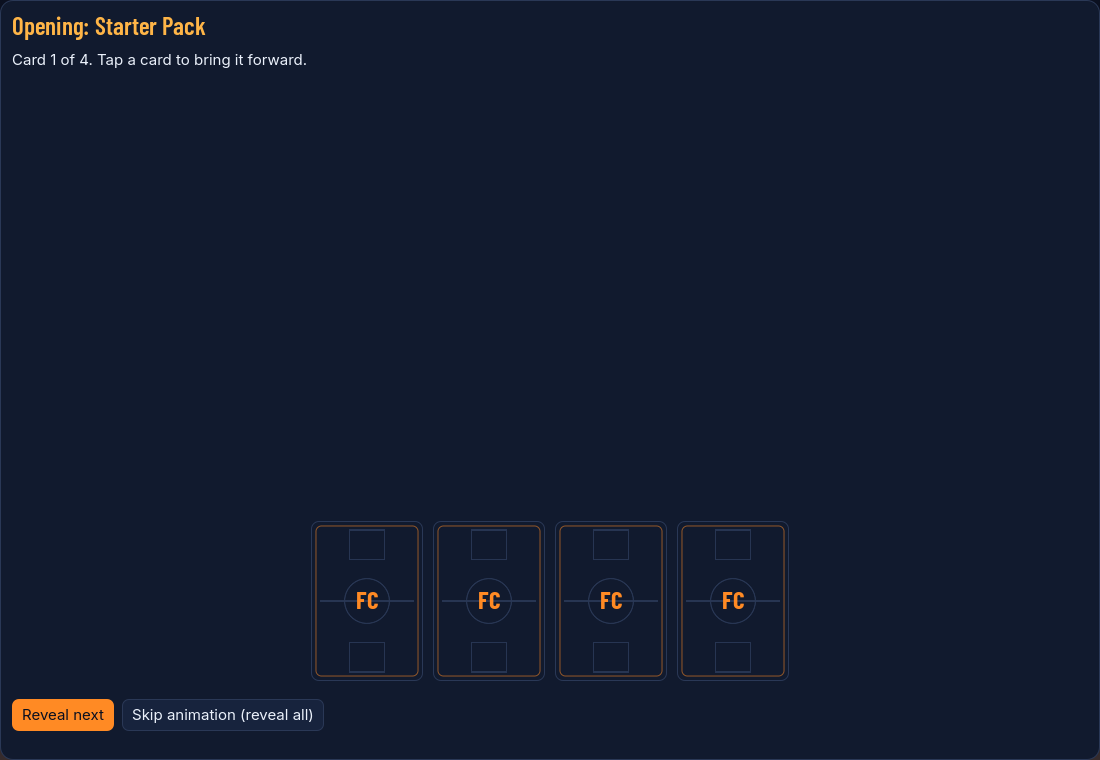 Opening: Starter Pack
Card 1 of 4. Tap a card to bring it forward.
FC FC FC FC
Reveal next Skip animation (reveal all)